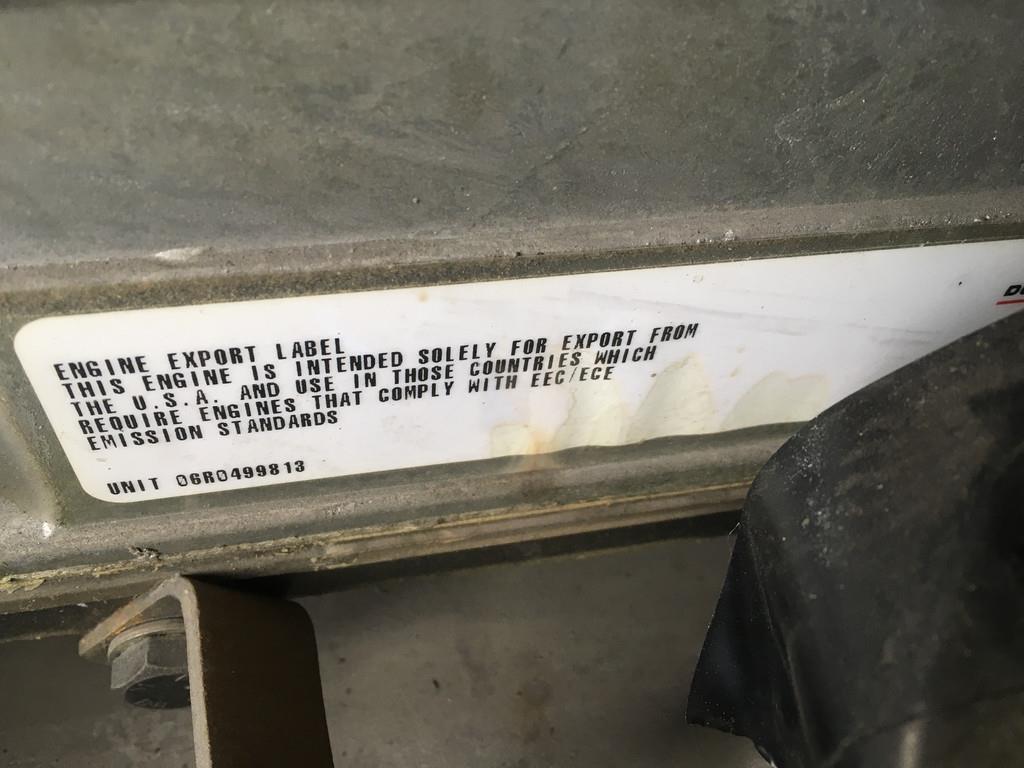 ENGINE EXPORT LABEL
THIS ENGINE IS INTENDED SOLELY FOR EXPORT FROM
THE U.S.A. AND USE IN THOSE COUNTRIES WHICH
REQUIRE ENGINES THAT COMPLY WITH EEC/ECE
EMISSION STANDARDS
UNIT 06R0499813